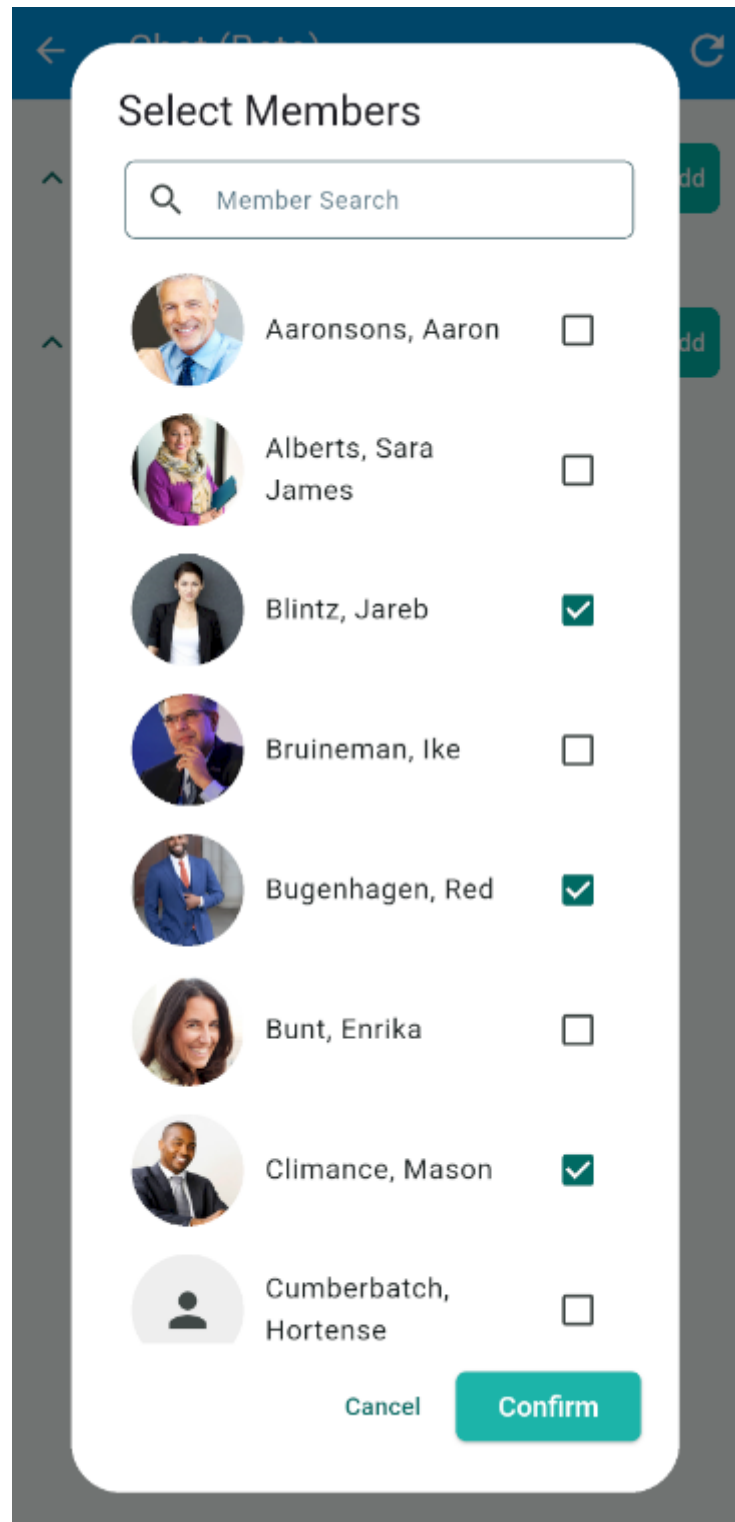 Select Members
Member Search
Aaronsons, Aaron
Alberts, Sara
James
Blintz, Jareb
Bruineman, Ike
Bugenhagen, Red
Bunt, Enrika
Climance, Mason
Cumberbatch,
Hortense
Cancel
Confirm